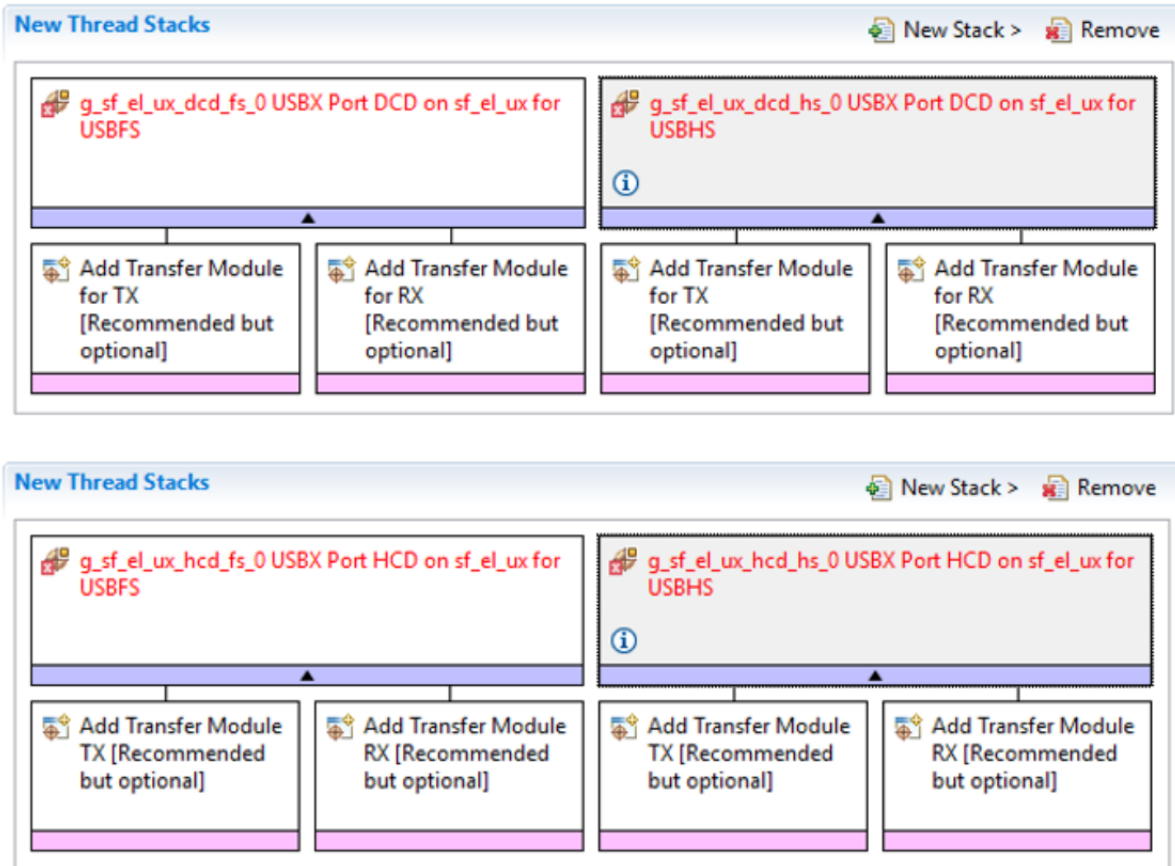 New Thread Stacks
New Stack >
Remove
g_sf_el_ux_dcd_fs_0 USBX Port DCD on sf_el_ux for
USBFS
g_sf_el_ux_dcd_hs_0 USBX Port DCD on sf_el_ux for
USBHS
Add Transfer Module
for TX
[Recommended but
optional]
Add Transfer Module
for RX
[Recommended but
optional]
Add Transfer Module
for TX
[Recommended but
optional]
Add Transfer Module
for RX
[Recommended but
optional]
New Thread Stacks
New Stack >
Remove
g_sf_el_ux_hcd_fs_0 USBX Port HCD on sf_el_ux for
USBFS
g_sf_el_ux_hcd_hs_0 USBX Port HCD on sf_el_ux for
USBHS
Add Transfer Module
TX [Recommended
but optional]
Add Transfer Module
RX [Recommended
but optional]
Add Transfer Module
TX [Recommended
but optional]
Add Transfer Module
RX [Recommended
but optional]